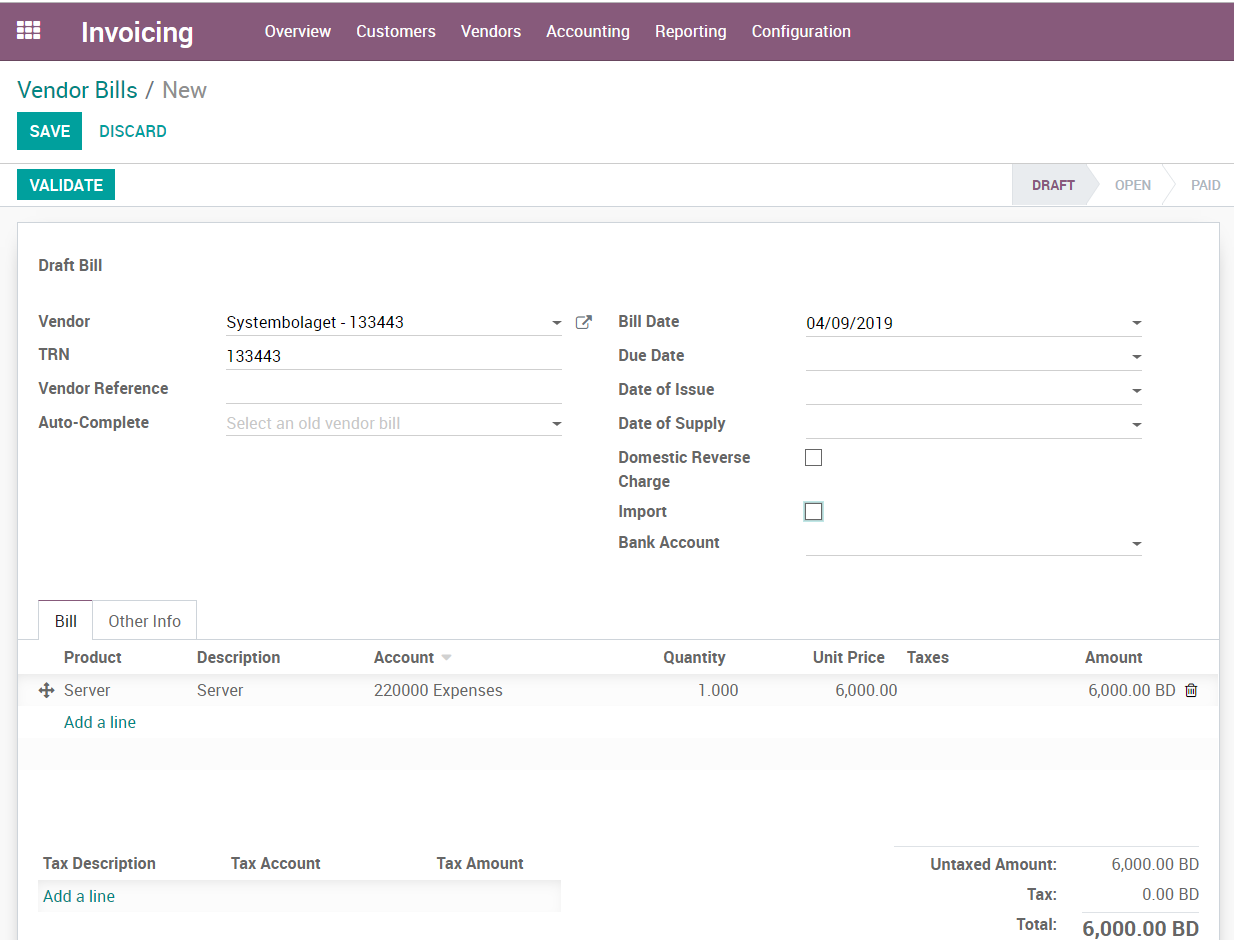 Invoicing Overview Customers Vendors Accounting Reporting Configuration
Vendor Bills / New
SAVE DISCARD
VALIDATE DRAFT OPEN PAID
Draft Bill
Vendor Systembolaget - 133443 Bill Date 04/09/2019
TRN 133443 Due Date
Vendor Reference Date of Issue
Auto-Complete Select an old vendor bill Date of Supply
Domestic Reverse
Charge
Import
Bank Account
Bill Other Info
Product Description Account Quantity Unit Price Taxes Amount
Server Server 220000 Expenses 1.000 6,000.00 6,000.00 BD
Add a line
Tax Description Tax Account Tax Amount Untaxed Amount: 6,000.00 BD
Add a line Tax: 0.00 BD
Total: 6,000.00 BD